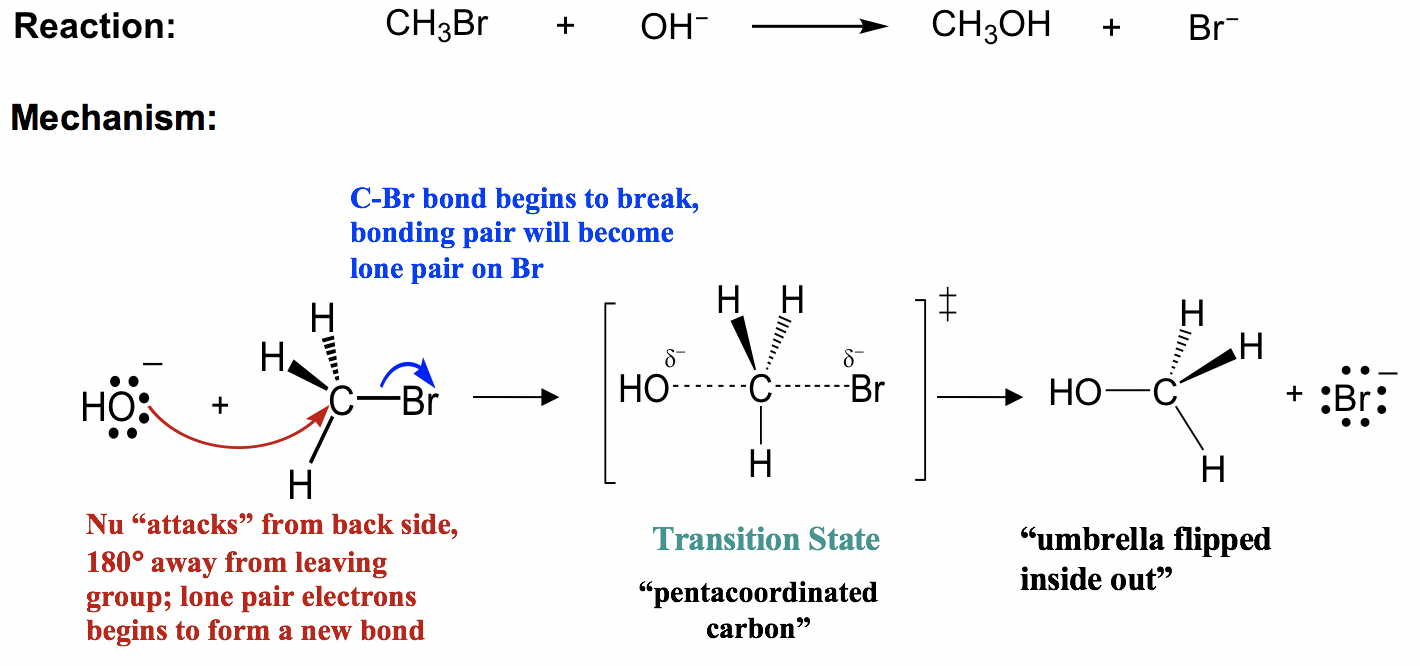 Reaction: CH₃Br + OH⁻ CH₃OH + Br⁻
Mechanism:
C-Br bond begins to break,
bonding pair will become
lone pair on Br
H H H ‡ H
H H
δ⁻ δ⁻
HO − + C Br HO C Br HO C + Br −
H H H
Nu “attacks” from back side,
180° away from leaving
group; lone pair electrons
begins to form a new bond
Transition State
“pentacoordinated
carbon”
“umbrella flipped
inside out”